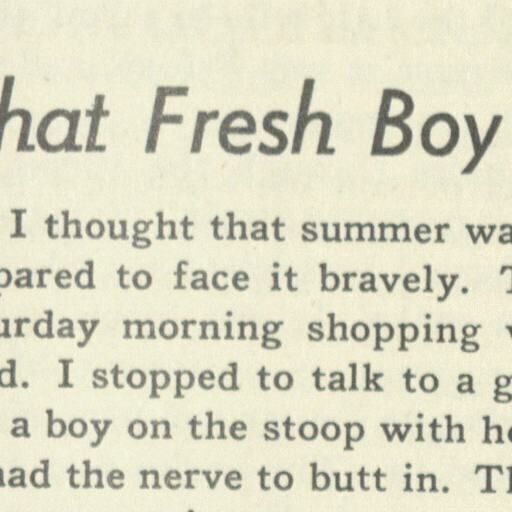 hat Fresh Boy
I thought that summer wa
pared to face it bravely. T
urday morning shopping
d. I stopped to talk to a g
a boy on the stoop with he
had the nerve to butt in. Th